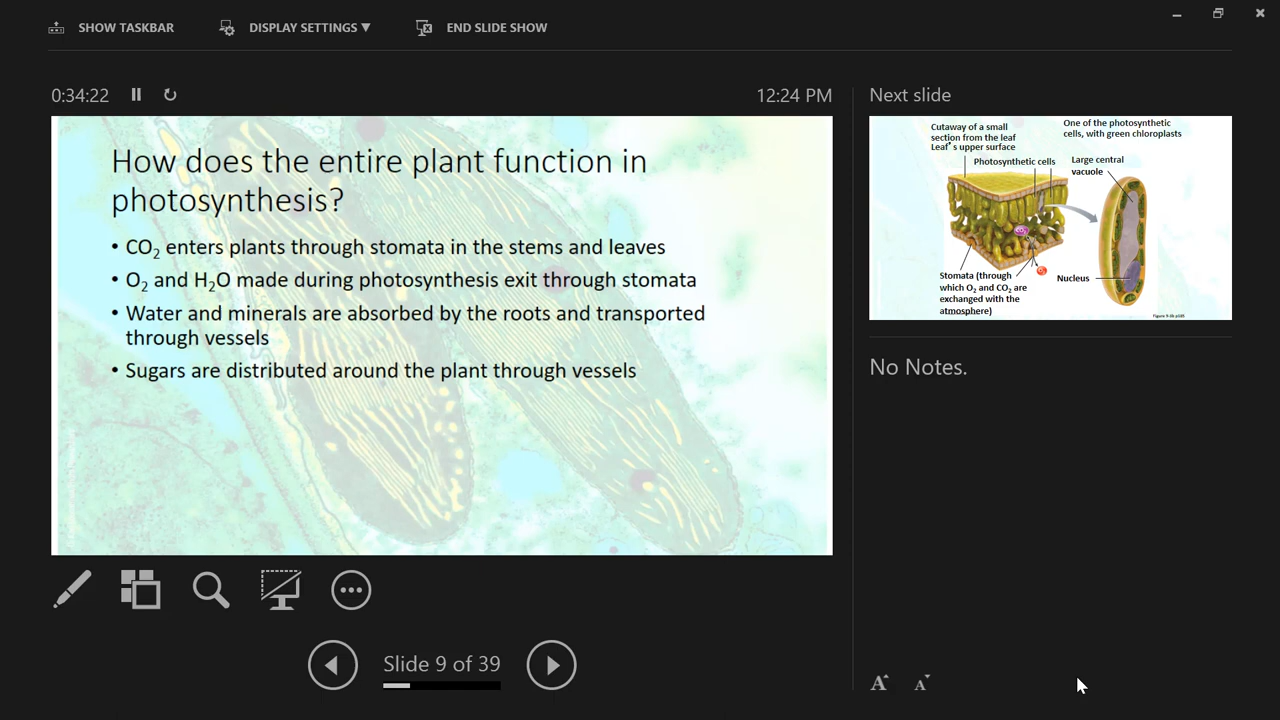 SHOW TASKBAR
DISPLAY SETTINGS ▼
END SLIDE SHOW
0:34:22
12:24 PM
How does the entire plant function in
photosynthesis?
• CO₂ enters plants through stomata in the stems and leaves
• O₂ and H₂O made during photosynthesis exit through stomata
• Water and minerals are absorbed by the roots and transported
through vessels
• Sugars are distributed around the plant through vessels
Slide 9 of 39
Next slide
Cutaway of a small
section from the leaf
Leaf's upper surface
Photosynthetic cells
One of the photosynthetic
cells, with green chloroplasts
Large central
vacuole
Stomata (through
which O₂ and CO₂ are
exchanged with the
atmosphere)
Nucleus
No Notes.
A
A